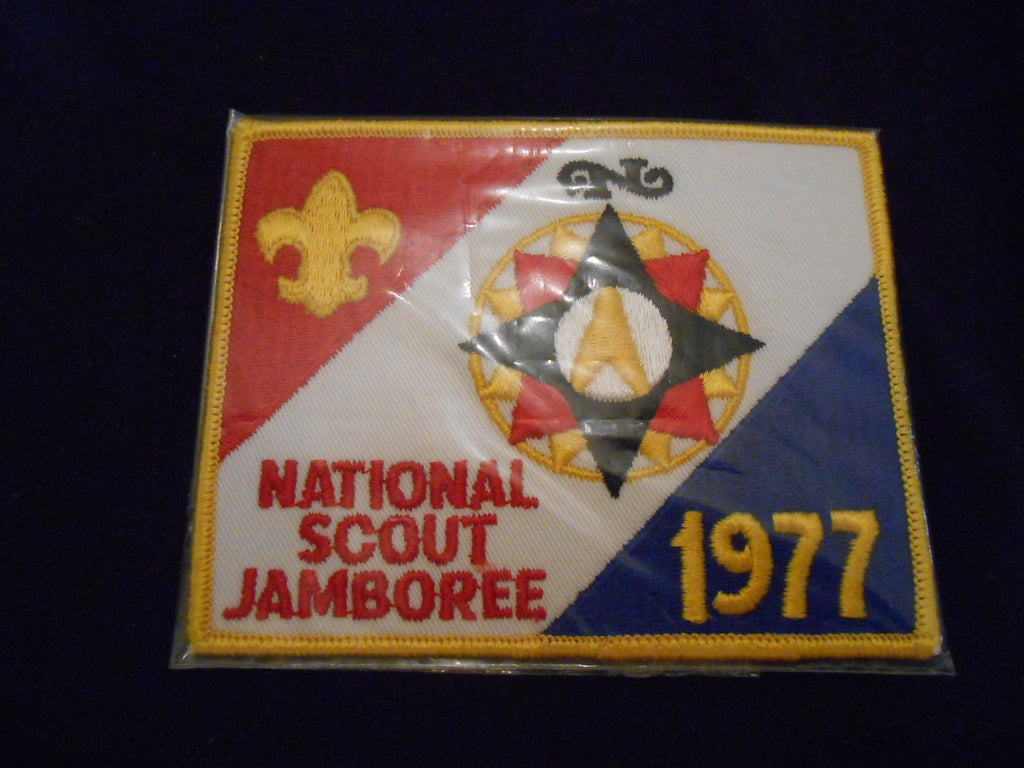 N
NATIONAL
SCOUT
JAMBOREE
1977